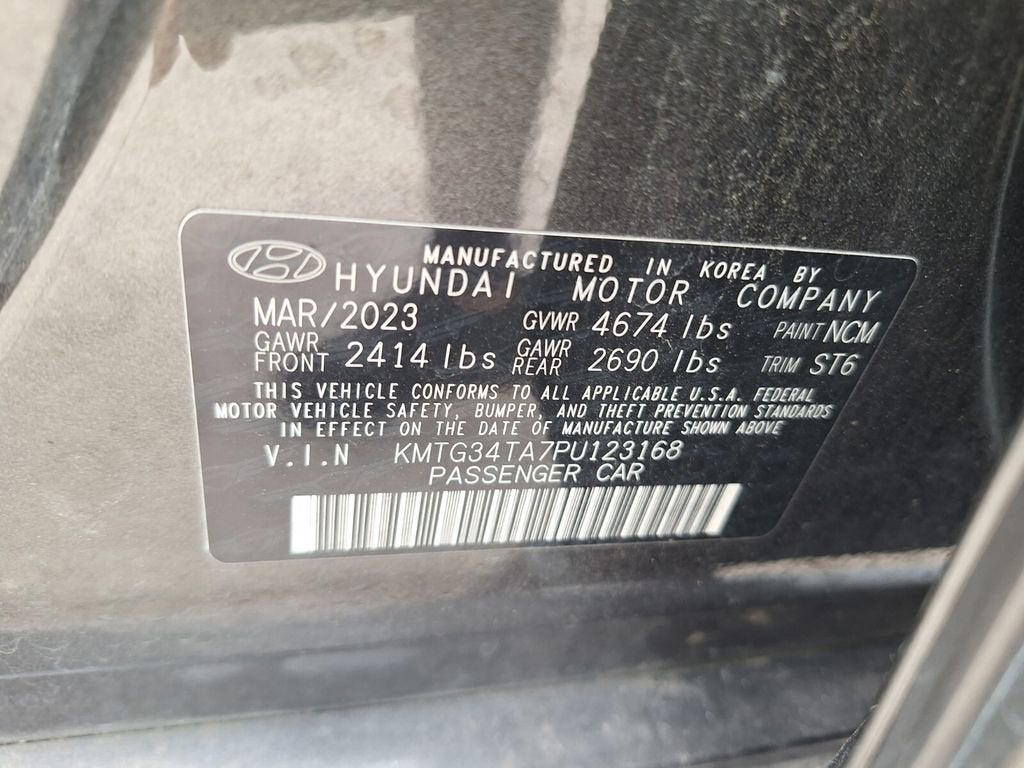 MANUFACTURED IN KOREA BY
HYUNDAI MOTOR COMPANY
MAR/2023 GVWR 4674 lbs PAINT NCM
GAWR FRONT 2414 lbs GAWR REAR 2690 lbs TRIM ST6
THIS VEHICLE CONFORMS TO ALL APPLICABLE U.S.A. FEDERAL
MOTOR VEHICLE SAFETY, BUMPER, AND THEFT PREVENTION STANDARDS
IN EFFECT ON THE DATE OF MANUFACTURE SHOWN ABOVE
V.I.N KMTG34TA7PU123168
PASSENGER CAR